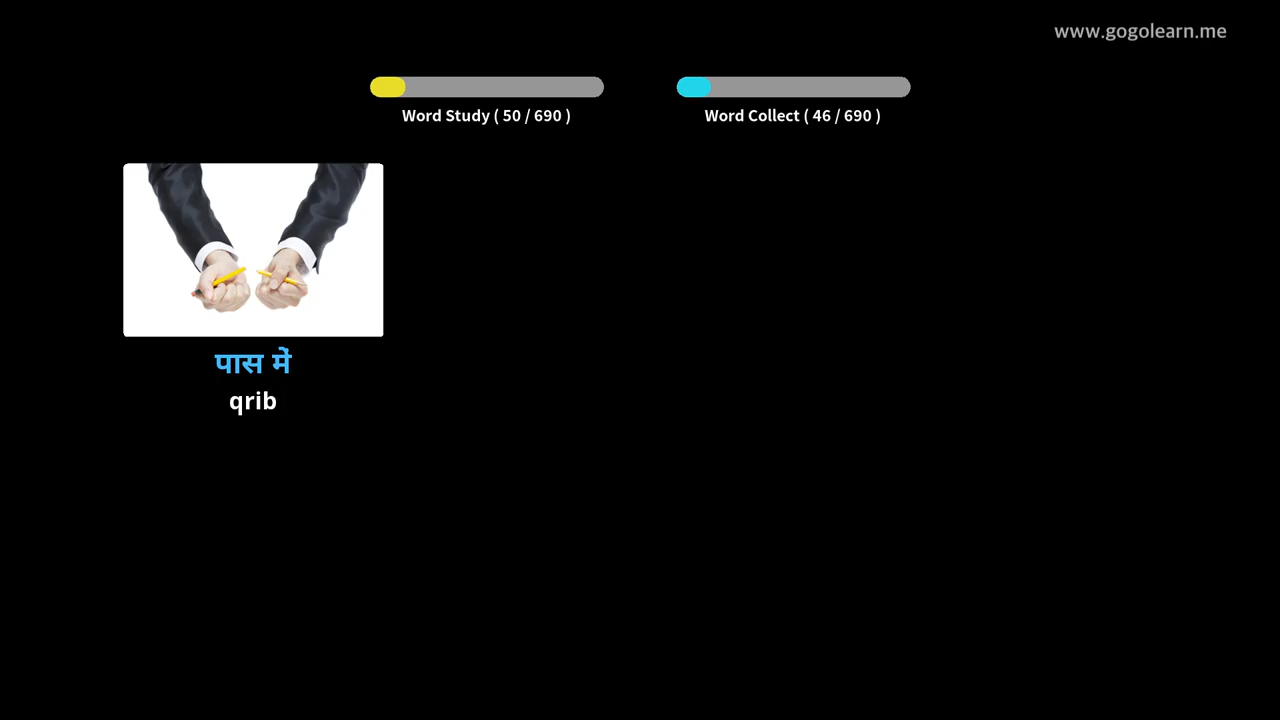 www.gogolearn.me
Word Study ( 50 / 690 )
Word Collect ( 46 / 690 )
पास में
qrib